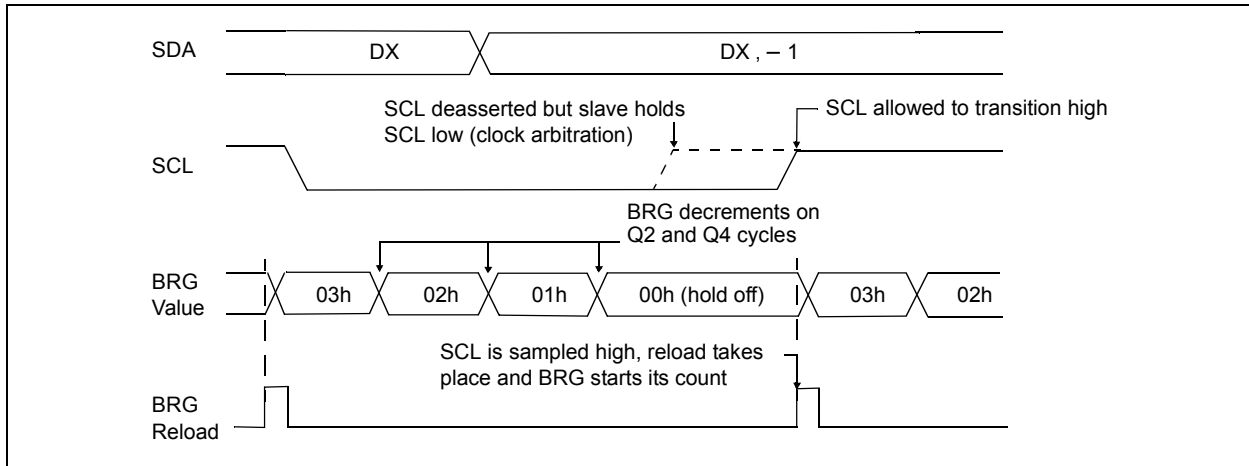 SDA
DX
DX , – 1
SCL deasserted but slave holds
SCL low (clock arbitration)
SCL allowed to transition high
SCL
BRG decrements on
Q2 and Q4 cycles
BRG
Value
03h
02h
01h
00h (hold off)
03h
02h
SCL is sampled high, reload takes
place and BRG starts its count
BRG
Reload